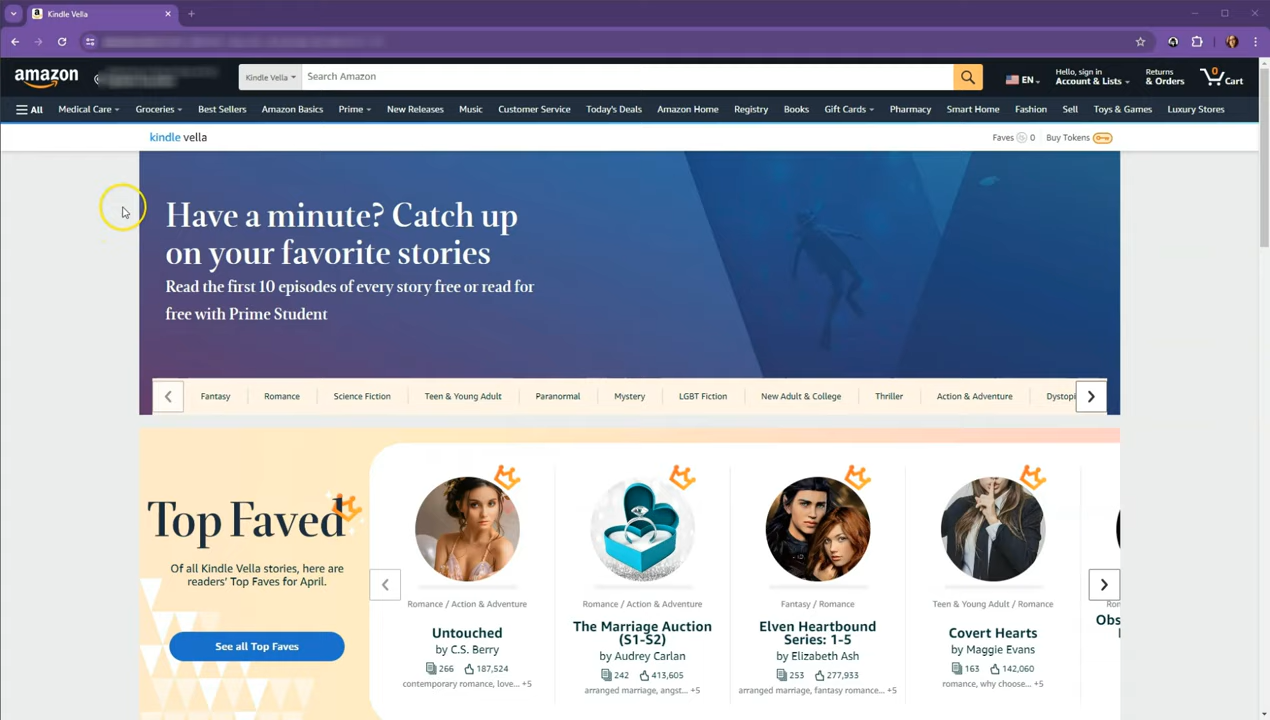 Kindle Vella
amazon
Kindle Vella
Search Amazon
EN
Hello, sign in
Account & Lists
Returns
& Orders
0
Cart
All
Medical Care
Groceries
Best Sellers
Amazon Basics
Prime
New Releases
Music
Customer Service
Today's Deals
Amazon Home
Registry
Books
Gift Cards
Pharmacy
Smart Home
Fashion
Sell
Toys & Games
Luxury Stores
kindle vella
Faves 0
Buy Tokens
Have a minute? Catch up
on your favorite stories
Read the first 10 episodes of every story free or read for
free with Prime Student
Fantasy
Romance
Science Fiction
Teen & Young Adult
Paranormal
Mystery
LGBT Fiction
New Adult & College
Thriller
Action & Adventure
Dystopi
Top Faved
Of all Kindle Vella stories, here are
readers' Top Faves for April.
See all Top Faves
Romance / Action & Adventure
Untouched
by C.S. Berry
266 187,524
contemporary romance, love... +5
Romance / Action & Adventure
The Marriage Auction
(S1-S2)
by Audrey Carlan
242 413,605
arranged marriage, angst... +5
Fantasy / Romance
Elven Heartbound
Series: 1-5
by Elizabeth Ash
253 277,933
arranged marriage, fantasy romance... +5
Teen & Young Adult / Romance
Covert Hearts
by Maggie Evans
163 142,060
romance, why choose... +5
Ron
Obs